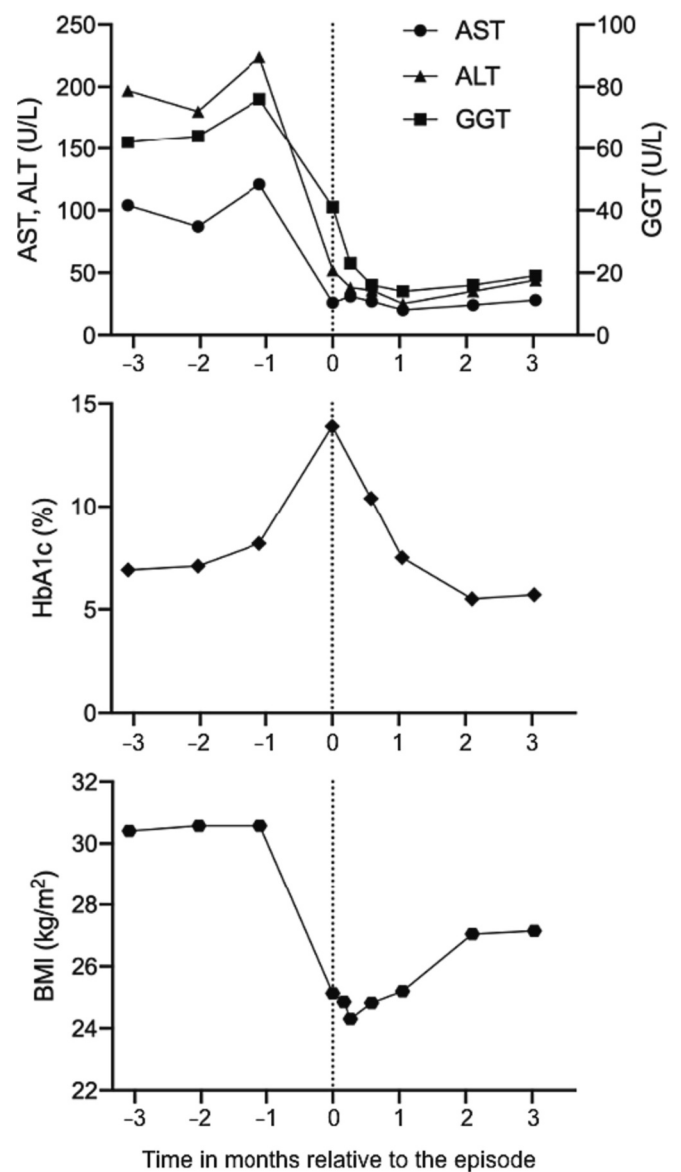 250
200
150
100
50
0
AST, ALT (U/L)
AST
ALT
GGT
100
80
60
40
20
0
GGT (U/L)
–3 –2 –1 0 1 2 3
15
10
5
0
HbA1c (%)
–3 –2 –1 0 1 2 3
32
30
28
26
24
22
BMI (kg/m²)
–3 –2 –1 0 1 2 3
Time in months relative to the episode